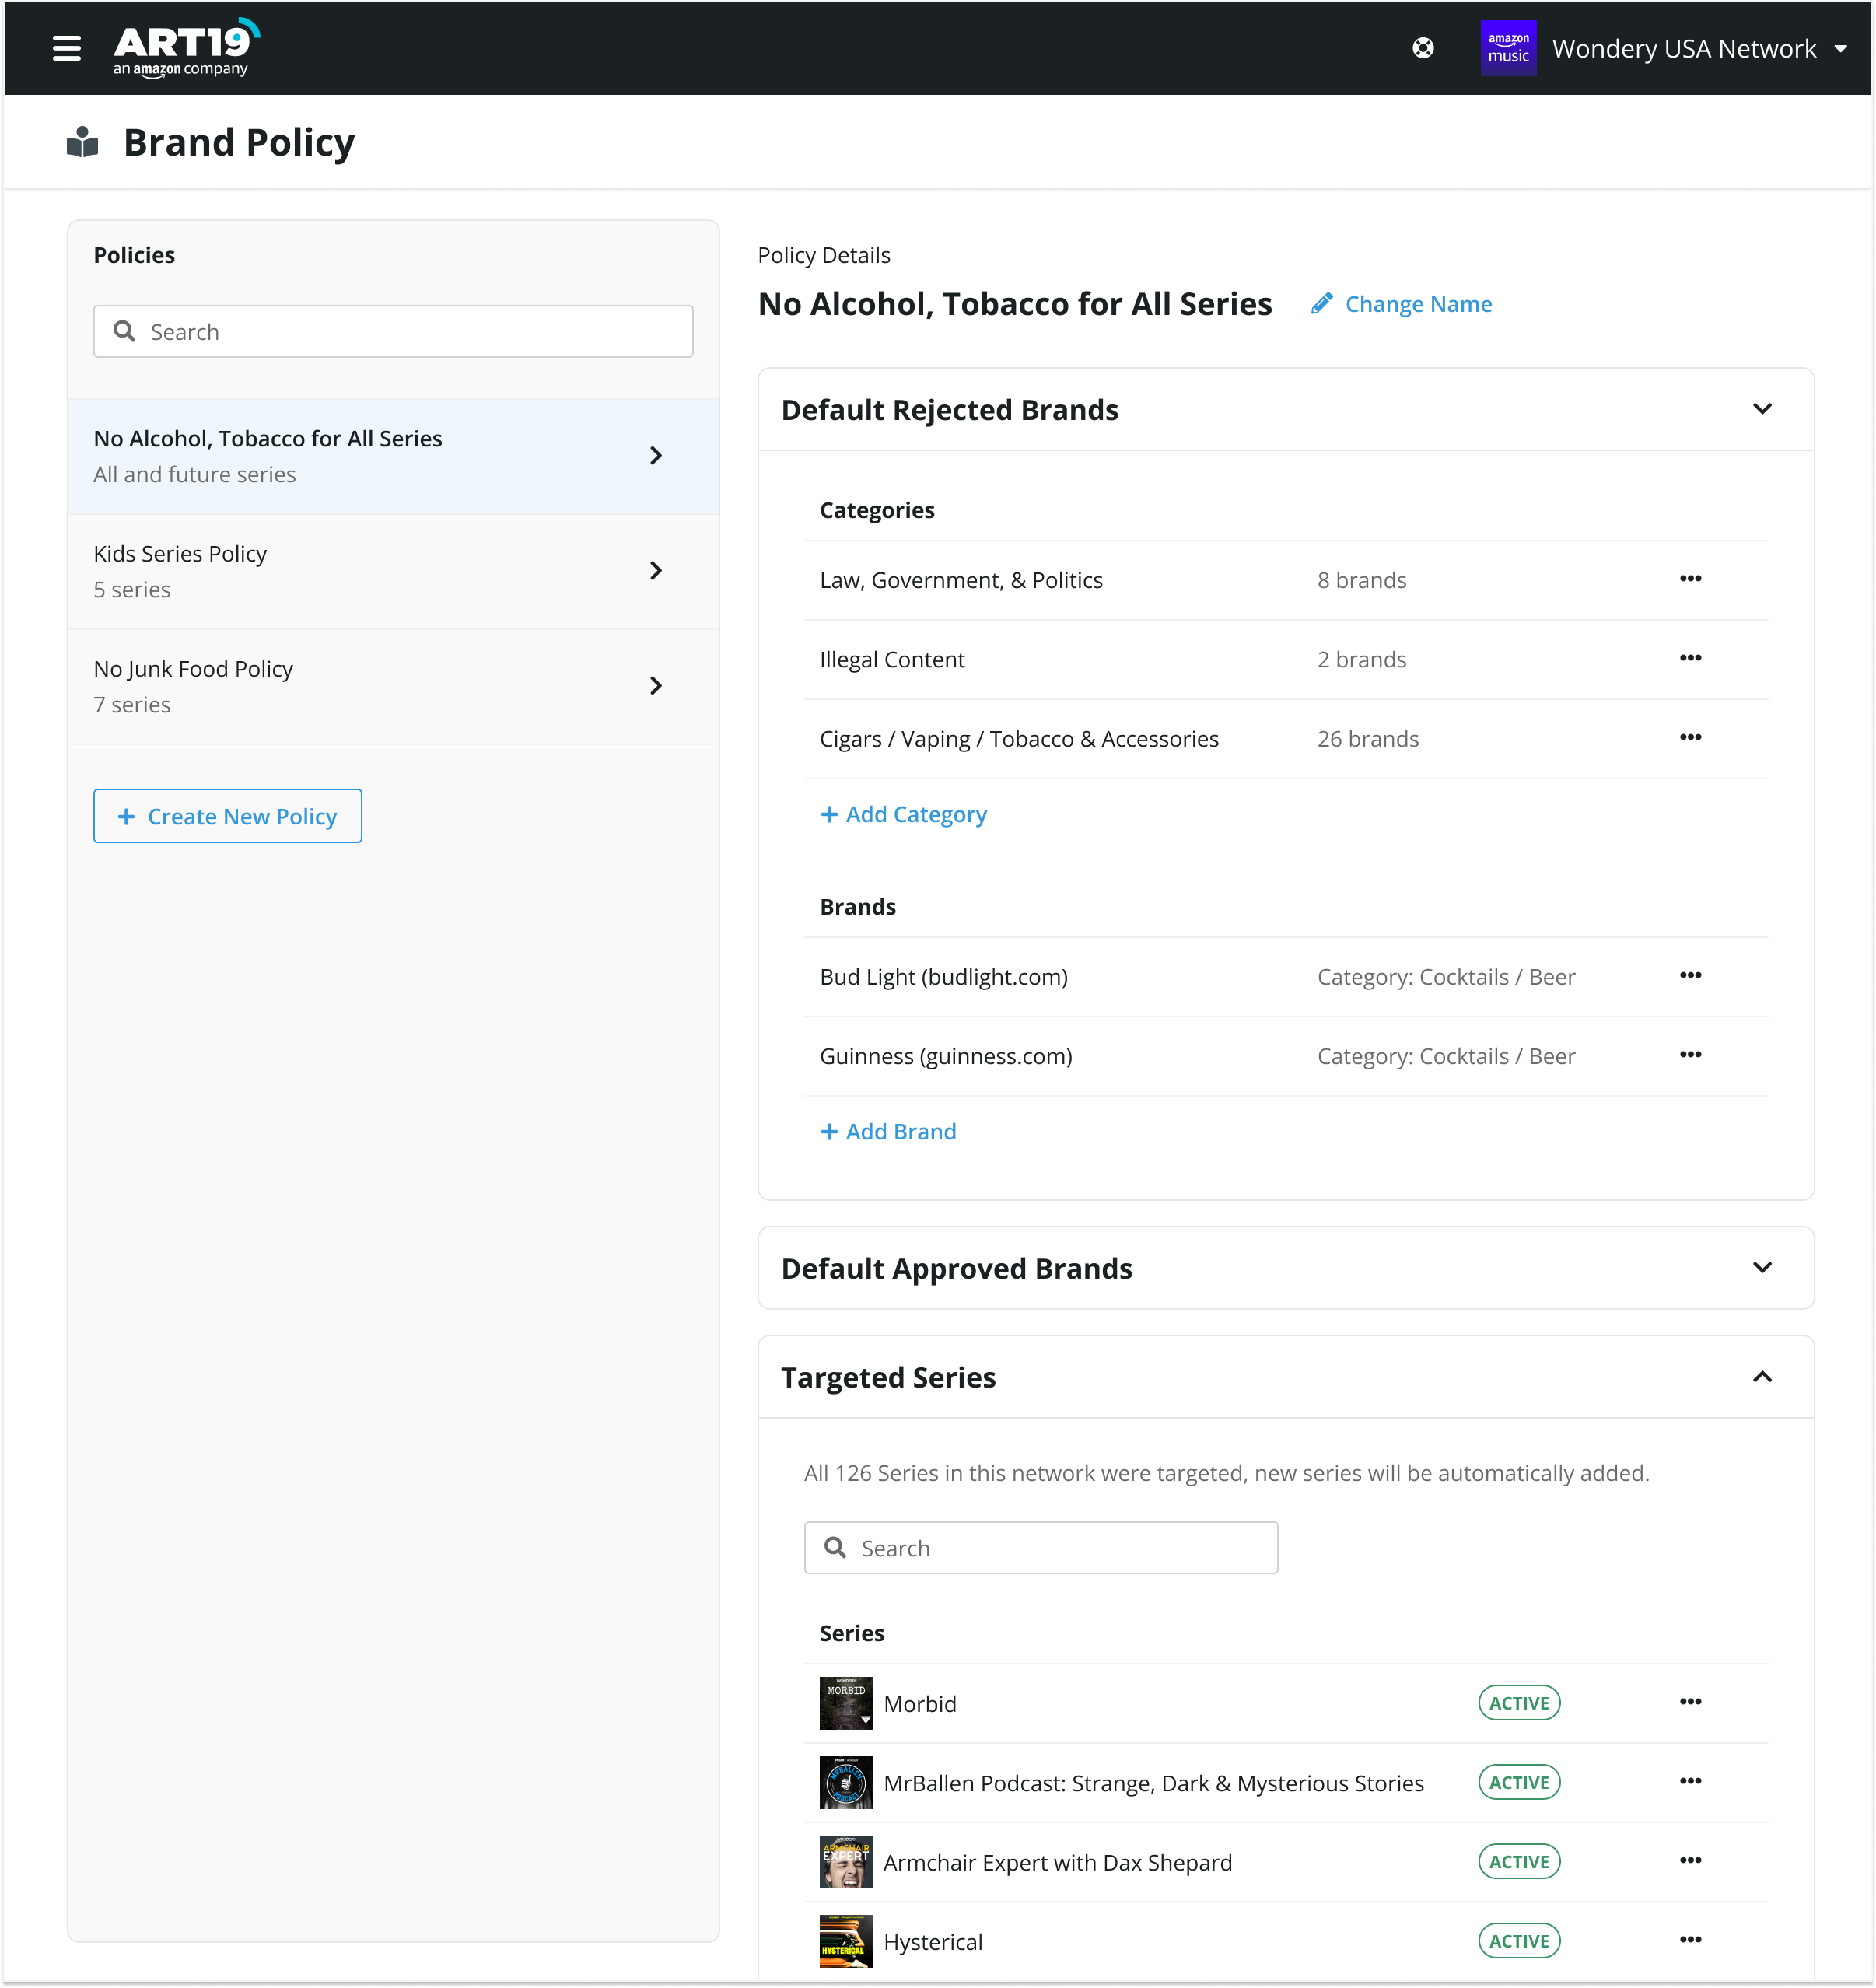 ART19
an amazon company
amazon music
Wondery USA Network
Brand Policy
Policies
Search
No Alcohol, Tobacco for All Series
All and future series
Kids Series Policy
5 series
No Junk Food Policy
7 series
+ Create New Policy
Policy Details
No Alcohol, Tobacco for All Series
Change Name
Default Rejected Brands
Categories
Law, Government, & Politics 8 brands
Illegal Content 2 brands
Cigars / Vaping / Tobacco & Accessories 26 brands
+ Add Category
Brands
Bud Light (budlight.com) Category: Cocktails / Beer
Guinness (guinness.com) Category: Cocktails / Beer
+ Add Brand
Default Approved Brands
Targeted Series
All 126 Series in this network were targeted, new series will be automatically added.
Search
Series
MORBID
Morbid ACTIVE
MRBALLEN
PODCAST
MrBallen Podcast: Strange, Dark & Mysterious Stories ACTIVE
ARMCHAIR
EXPERT
Armchair Expert with Dax Shepard ACTIVE
HYSTERICAL
Hysterical ACTIVE